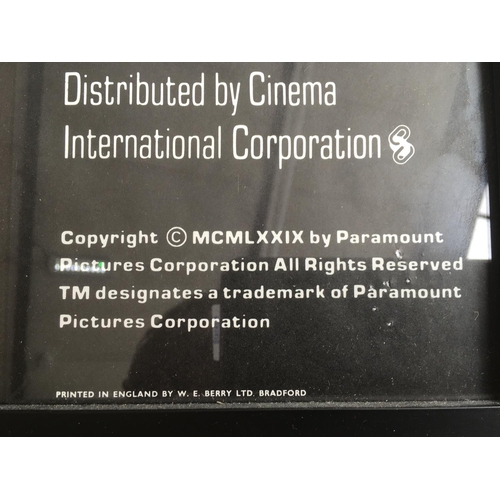 Distributed by Cinema
International Corporation
Copyright © MCMLXXIX by Paramount
Pictures Corporation All Rights Reserved
TM designates a trademark of Paramount
Pictures Corporation
PRINTED IN ENGLAND BY W. E. BERRY LTD. BRADFORD